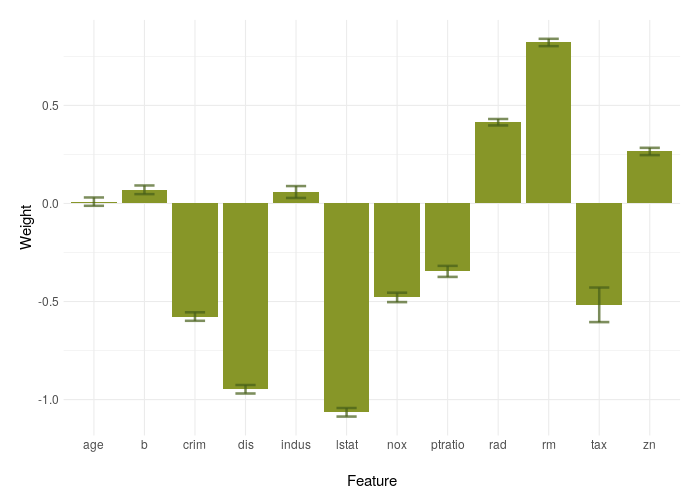 0.5
0.0
-0.5
-1.0
Weight
age b crim dis indus lstat nox ptratio rad rm tax zn
Feature